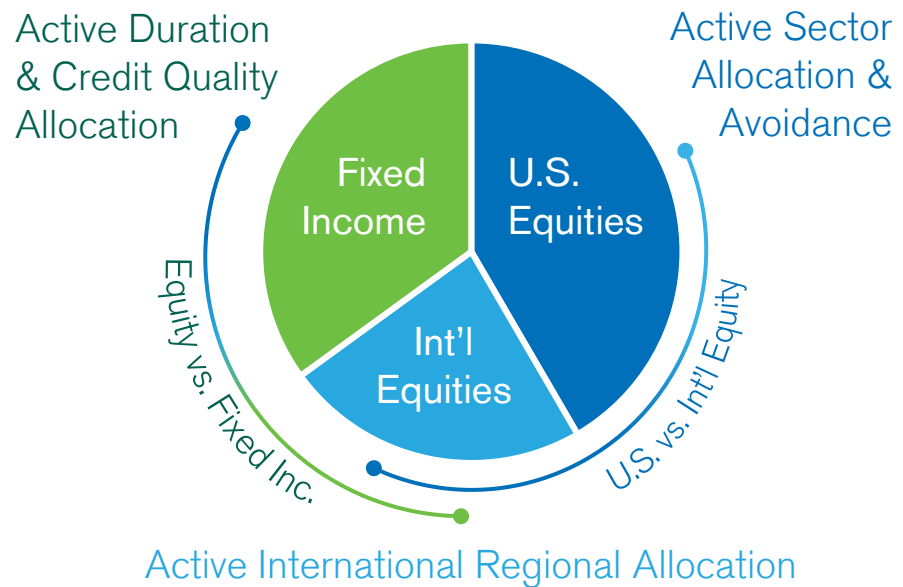 Active Duration
& Credit Quality
Allocation
Active Sector
Allocation &
Avoidance
Fixed
Income
U.S.
Equities
Int'l
Equities
Equity vs. Fixed Inc.
U.S. vs. Int'l Equity
Active International Regional Allocation